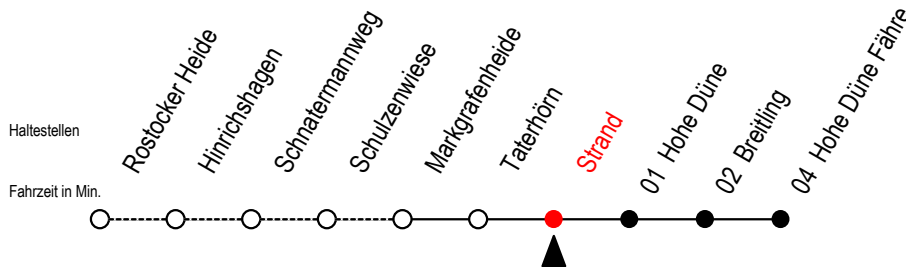 Haltestellen
Fahrzeit in Min.
Rostocker Heide
Hinrichshagen
Schnatermannweg
Schulzenwiese
Markgrafenheide
Taterhörn
Strand
01 Hohe Düne
02 Breitling
04 Hohe Düne Fähre